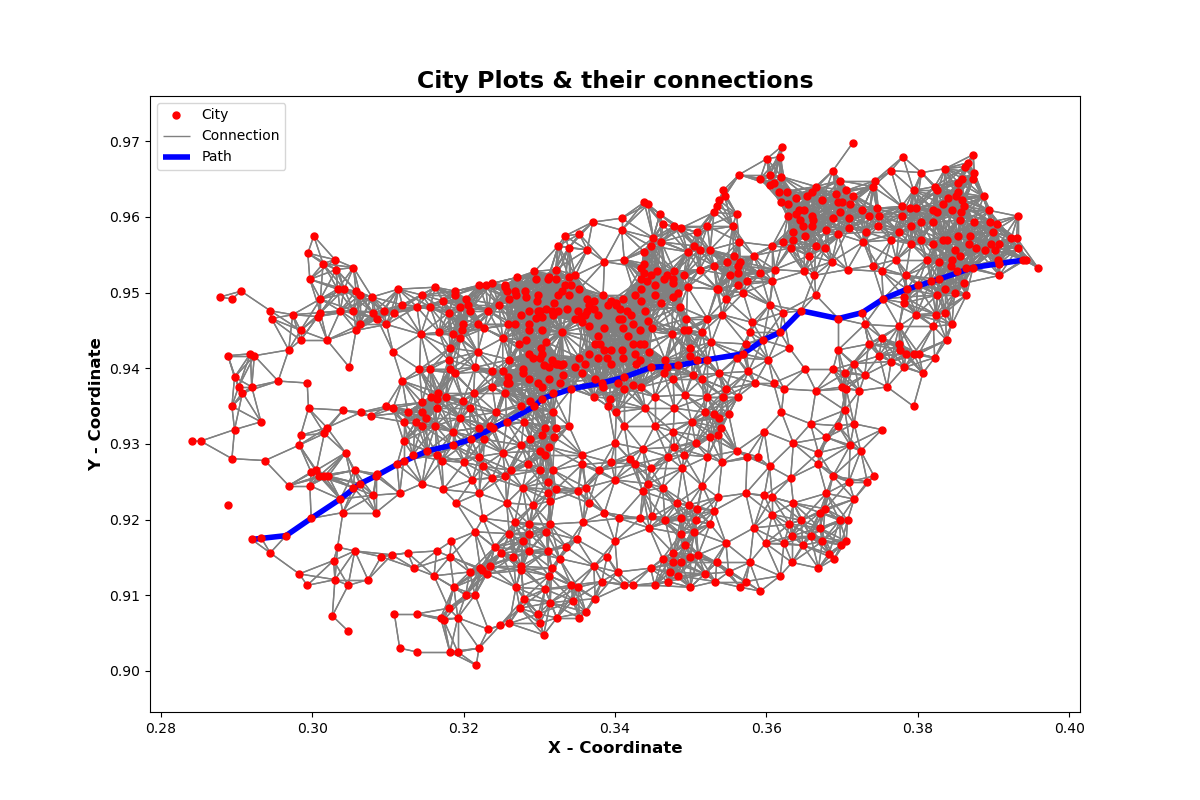 City Plots & their connections
City
Connection
Path
0.97
0.96
0.95
0.94
0.93
0.92
0.91
0.90
Y - Coordinate
0.28 0.30 0.32 0.34 0.36 0.38 0.40
X - Coordinate